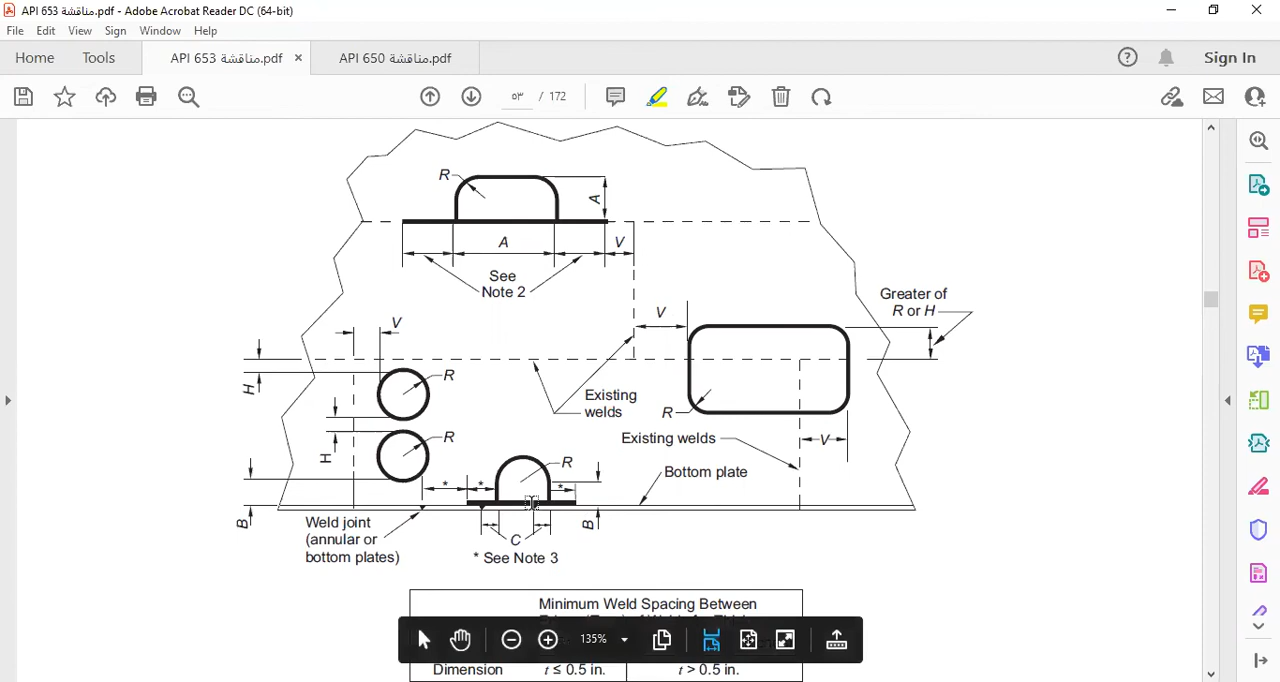 API 653 مناقشة.pdf - Adobe Acrobat Reader DC (64-bit)
File Edit View Sign Window Help
Home Tools API 653 مناقشة.pdf × API 650 مناقشة.pdf
Sign In
٥٣ / 172
R
A
A
V
See
Note 2
Greater of
R or H
V
V
H
R
Existing
welds
R
Existing welds
V
R
H
R
Bottom plate
* * *
B
Weld joint
(annular or
bottom plates)
C
B
* See Note 3
Minimum Weld Spacing Between
135%
Dimension t ≤ 0.5 in. t > 0.5 in.